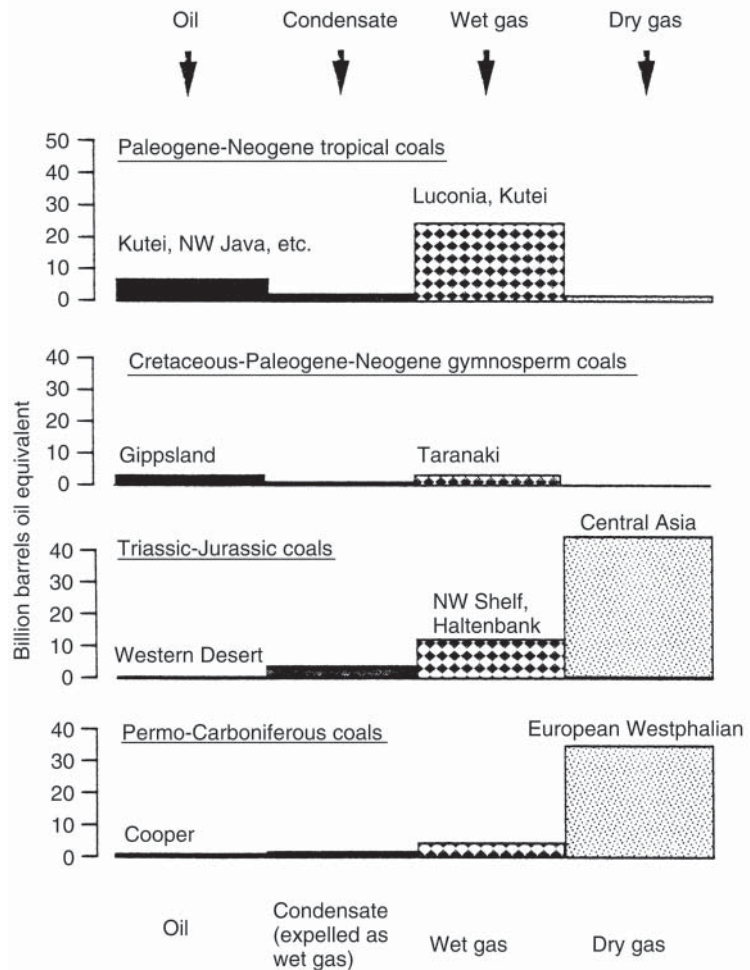 Oil Condensate Wet gas Dry gas
50
40
30
20
10
0
Paleogene-Neogene tropical coals
Luconia, Kutei
Kutei, NW Java, etc.
Billion barrels oil equivalent
40
30
20
10
0
Cretaceous-Paleogene-Neogene gymnosperm coals
Gippsland Taranaki
40
30
20
10
0
Central Asia
Triassic-Jurassic coals
NW Shelf,
Haltenbank
Western Desert
40
30
20
10
0
European Westphalian
Permo-Carboniferous coals
Cooper
Oil
Condensate
(expelled as
wet gas)
Wet gas
Dry gas